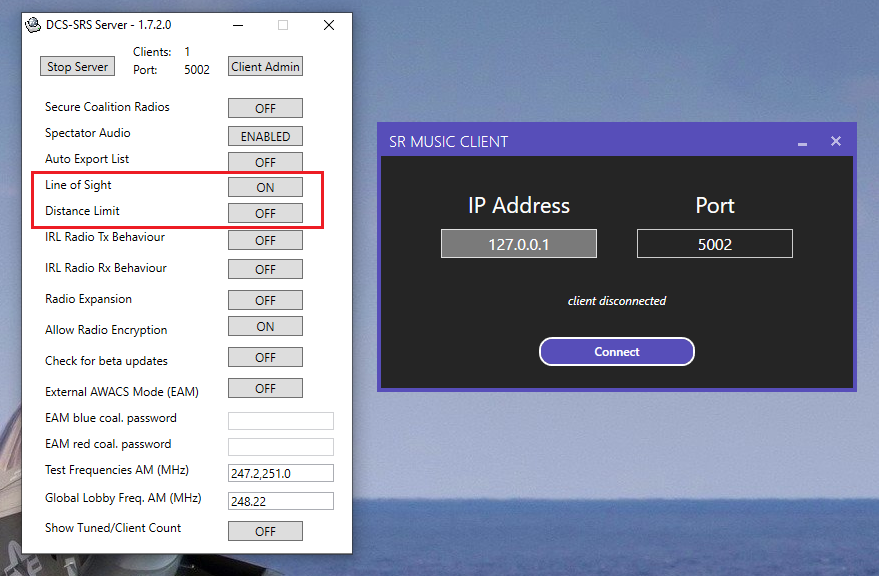 DCS-SRS Server - 1.7.2.0
Stop Server
Clients: 1
Port: 5002
Client Admin
Secure Coalition Radios OFF
Spectator Audio ENABLED
Auto Export List OFF
Line of Sight ON
Distance Limit OFF
IRL Radio Tx Behaviour OFF
IRL Radio Rx Behaviour OFF
Radio Expansion OFF
Allow Radio Encryption ON
Check for beta updates OFF
External AWACS Mode (EAM) OFF
EAM blue coal. password
EAM red coal. password
Test Frequencies AM (MHz) 247.2,251.0
Global Lobby Freq. AM (MHz) 248.22
Show Tuned/Client Count OFF
SR MUSIC CLIENT
IP Address Port
127.0.0.1 5002
client disconnected
Connect